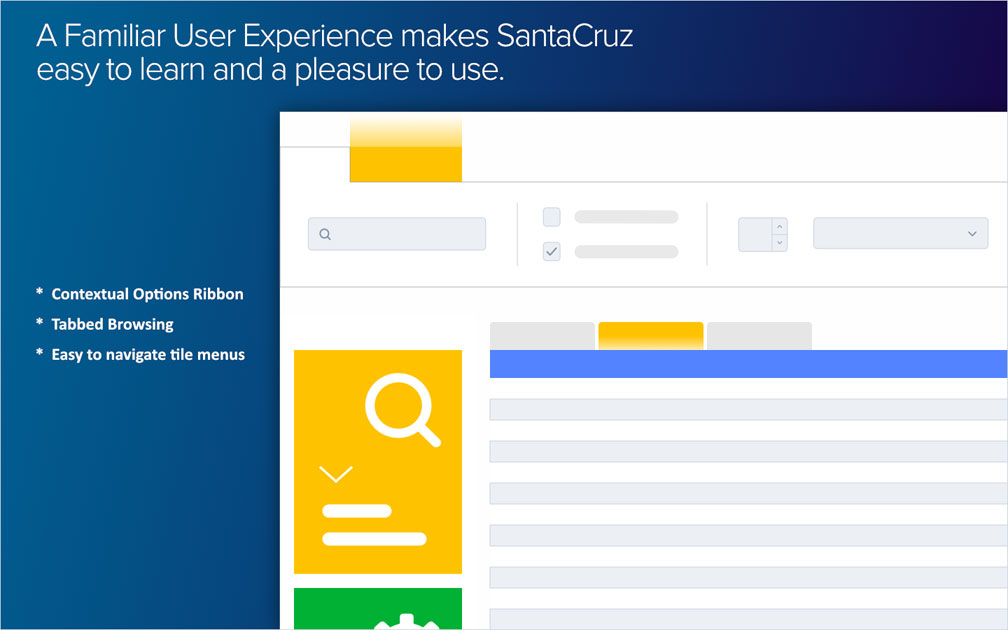 A Familiar User Experience makes SantaCruz
easy to learn and a pleasure to use.
* Contextual Options Ribbon
* Tabbed Browsing
* Easy to navigate tile menus